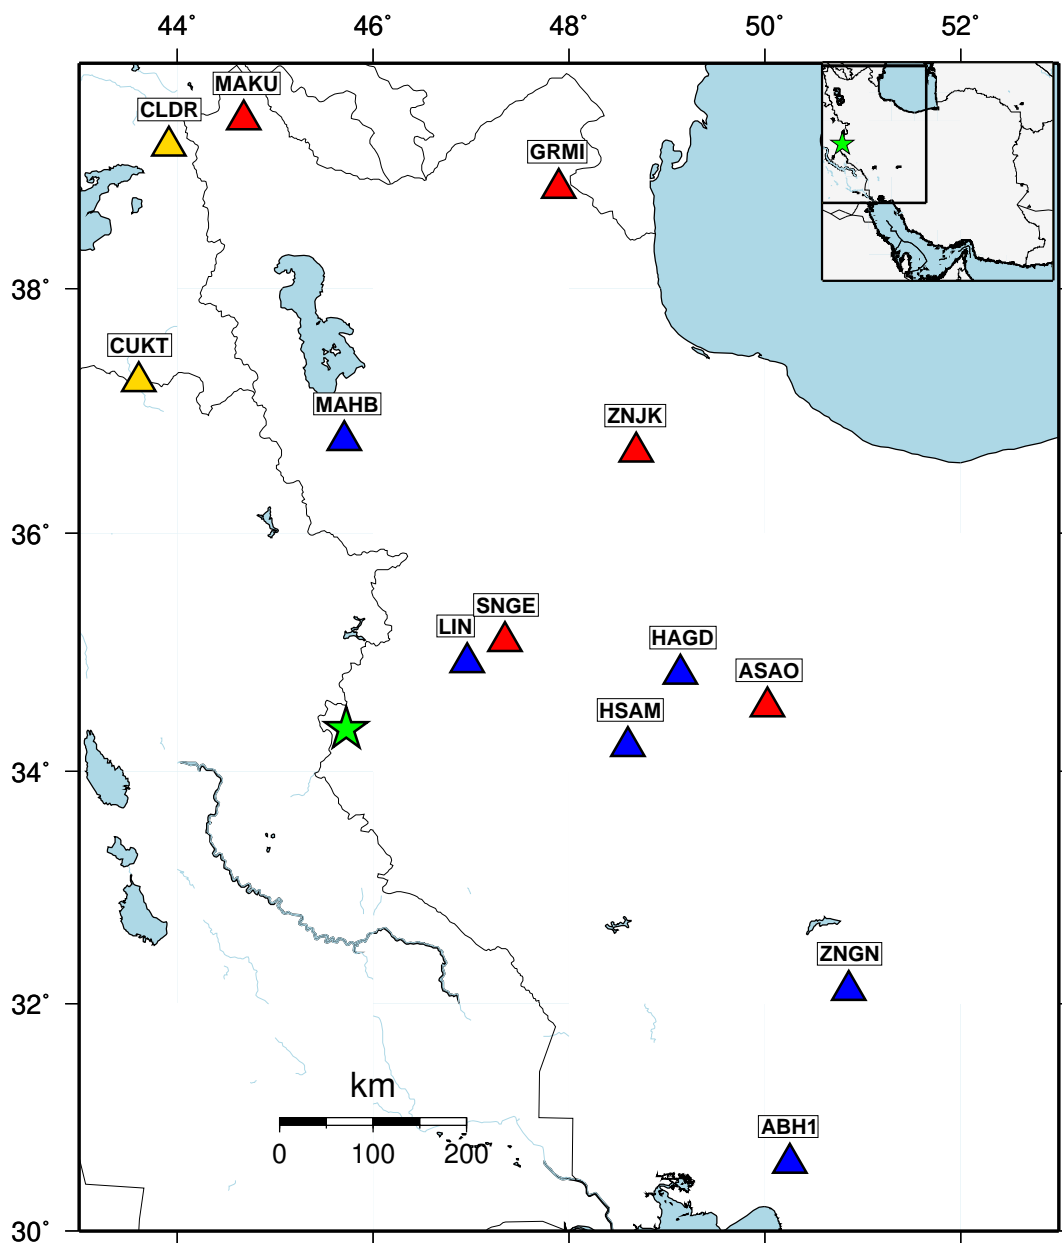 44˚ 46˚ 48˚ 50˚ 52˚
MAKU
CLDR
GRMI
38˚
CUKT
MAHB
ZNJK
36˚
SNGE
LIN
HAGD
ASAO
HSAM
34˚
ZNGN
32˚
km
0 100 200
ABH1
30˚